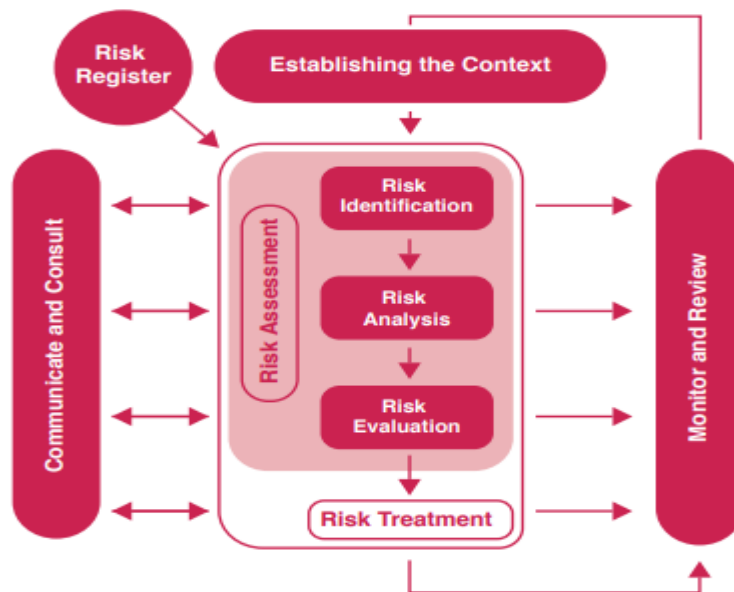 Risk
Register
Establishing the Context
Communicate and Consult
Risk Assessment
Risk
Identification
Risk
Analysis
Risk
Evaluation
Risk Treatment
Monitor and Review